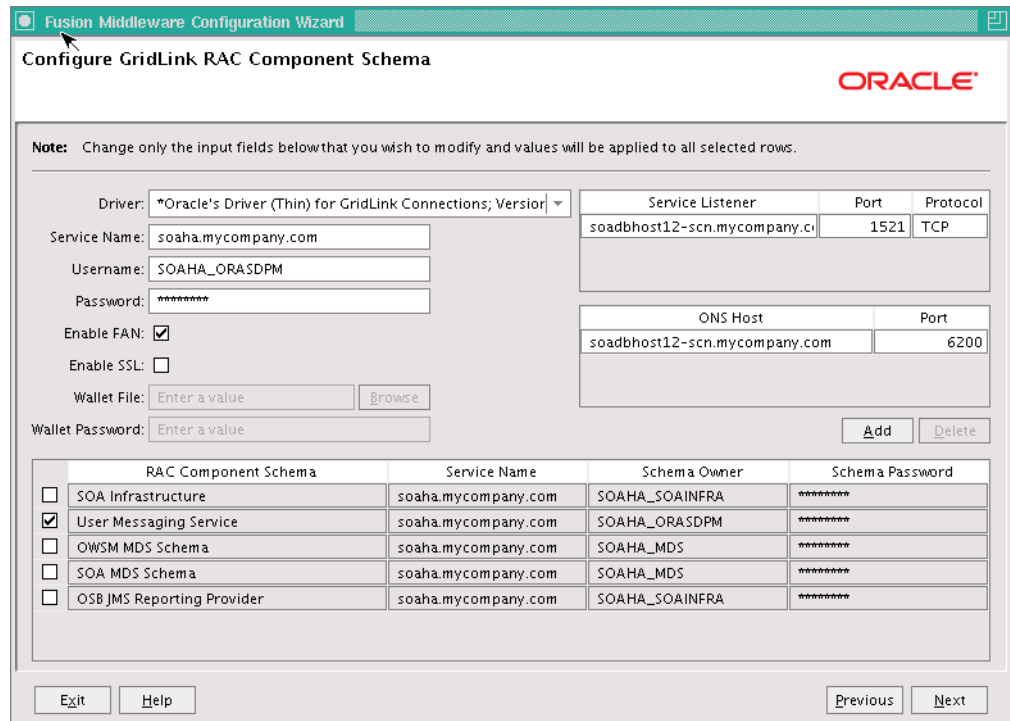 Fusion Middleware Configuration Wizard
Configure GridLink RAC Component Schema
ORACLE
Note: Change only the input fields below that you wish to modify and values will be applied to all selected rows.
Driver: *Oracle's Driver (Thin) for GridLink Connections; Version
Service Name: soaha.mycompany.com
Username: SOAHA_ORASDPM
Password: ********
Enable FAN:
Enable SSL:
Wallet File: Enter a value Browse
Wallet Password: Enter a value
Service Listener Port Protocol
soadbhost12-scn.mycompany.c 1521 TCP
ONS Host Port
soadbhost12-scn.mycompany.com 6200
Add Delete
RAC Component Schema Service Name Schema Owner Schema Password
SOA Infrastructure soaha.mycompany.com SOAHA_SOAINFRA ********
User Messaging Service soaha.mycompany.com SOAHA_ORASDPM ********
OWSM MDS Schema soaha.mycompany.com SOAHA_MDS ********
SOA MDS Schema soaha.mycompany.com SOAHA_MDS ********
OSB JMS Reporting Provider soaha.mycompany.com SOAHA_SOAINFRA ********
Exit Help Previous Next